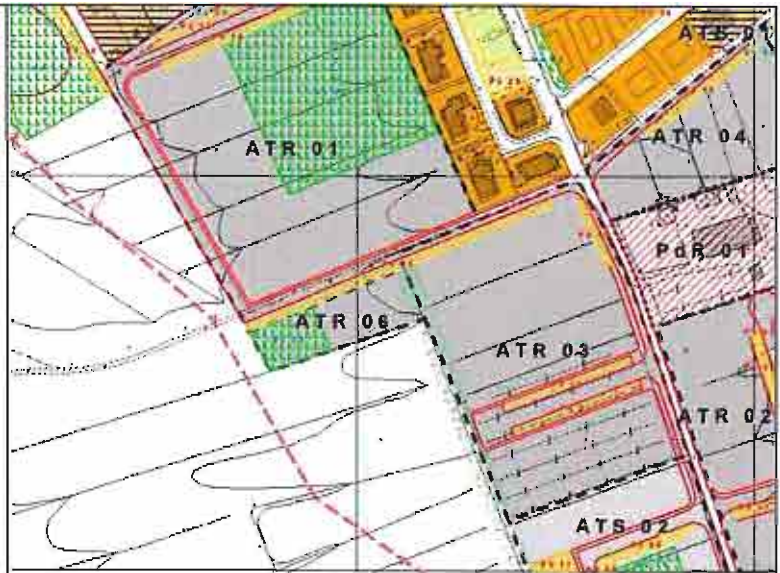 ATS 01
ATR 01
ATR 04
PdR 01
ATR 06
ATR 03
ATR 02
ATS 02